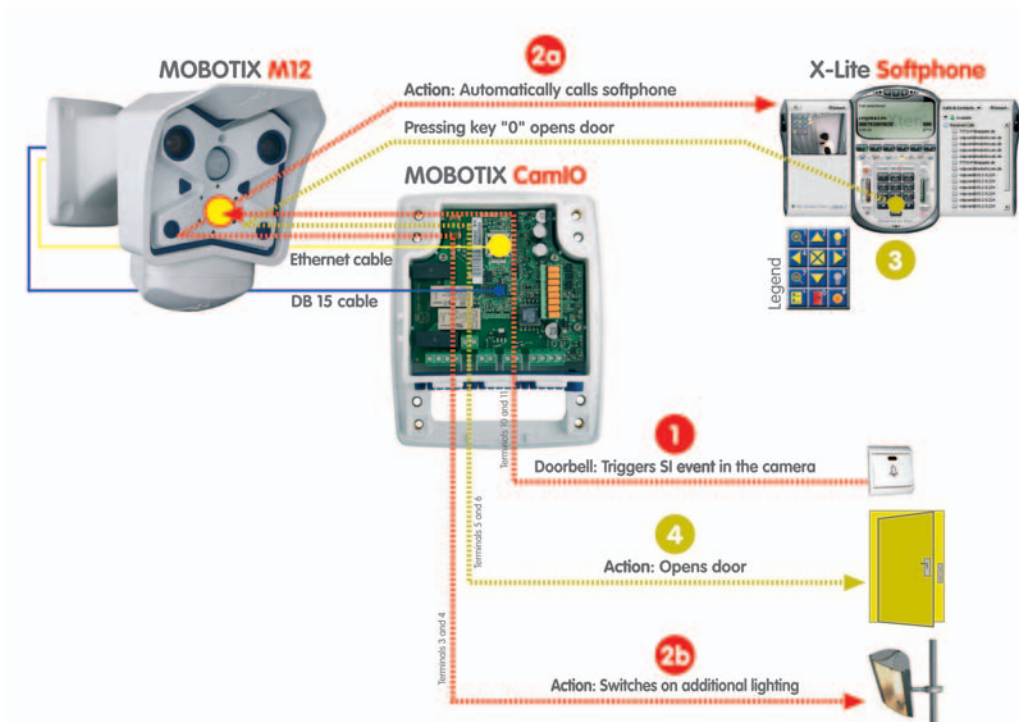 2a
MOBOTIX M12
X-Lite Softphone
Action: Automatically calls softphone
Pressing key "0" opens door
MOBOTIX CamIO
Ethernet cable
DB 15 cable
Legend
3
Terminals 10 and 11
1
Doorbell: Triggers SI event in the camera
Terminals 5 and 6
4
Action: Opens door
Terminals 3 and 4
2b
Action: Switches on additional lighting